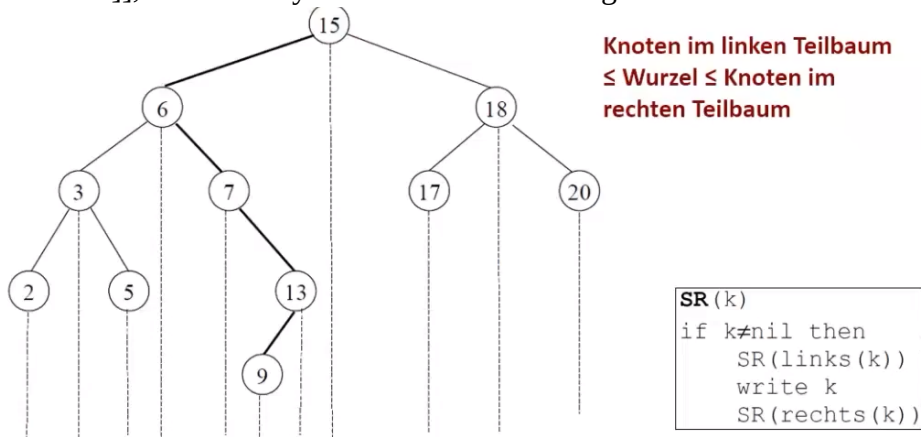 15
Knoten im linken Teilbaum
≤ Wurzel ≤ Knoten im
rechten Teilbaum
6
18
3
7
17
20
2
5
13
9
SR(k)
if k≠nil then
SR(links(k))
write k
SR(rechts(k))